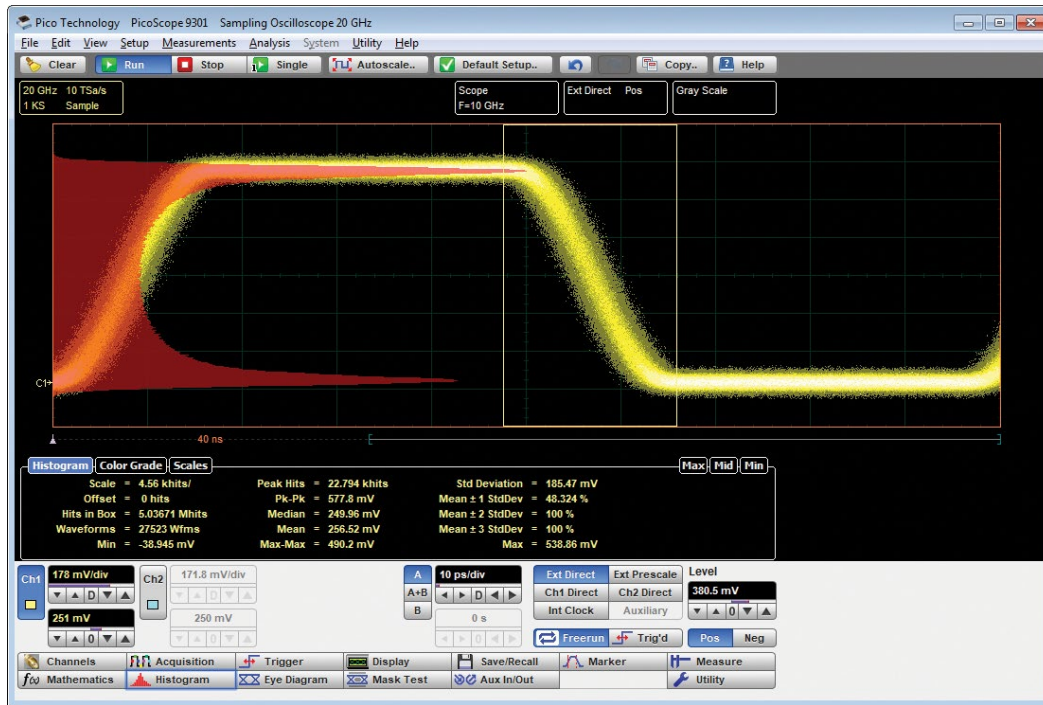 Pico Technology PicoScope 9301 Sampling Oscilloscope 20 GHz
File Edit View Setup Measurements Analysis System Utility Help
Clear Run Stop Single Autoscale.. Default Setup.. Copy.. Help
20 GHz 10 TSa/s Scope Ext Direct Pos Gray Scale
1 KS Sample F=10 GHz
C1
40 ns
Histogram Color Grade Scales Max Mid Min
Scale = 4.56 khits/ Peak Hits = 22.794 khits Std Deviation = 185.47 mV
Offset = 0 hits Pk-Pk = 577.8 mV Mean ± 1 StdDev = 48.324 %
Hits in Box = 5.03671 Mhits Median = 249.96 mV Mean ± 2 StdDev = 100 %
Waveforms = 27523 Wfms Mean = 256.52 mV Mean ± 3 StdDev = 100 %
Min = -38.945 mV Max-Max = 490.2 mV Max = 538.86 mV
Ch1 178 mV/div Ch2 171.8 mV/div A 10 ps/div Ext Direct Ext Prescale Level
D D A+B D Ch1 Direct Ch2 Direct 380.5 mV
251 mV 250 mV B 0 s Int Clock Auxiliary 0
0 0 0 Freerun Trig'd Pos Neg
Channels Acquisition Trigger Display Save/Recall Marker Measure
fω Mathematics Histogram Eye Diagram Mask Test Aux In/Out Utility